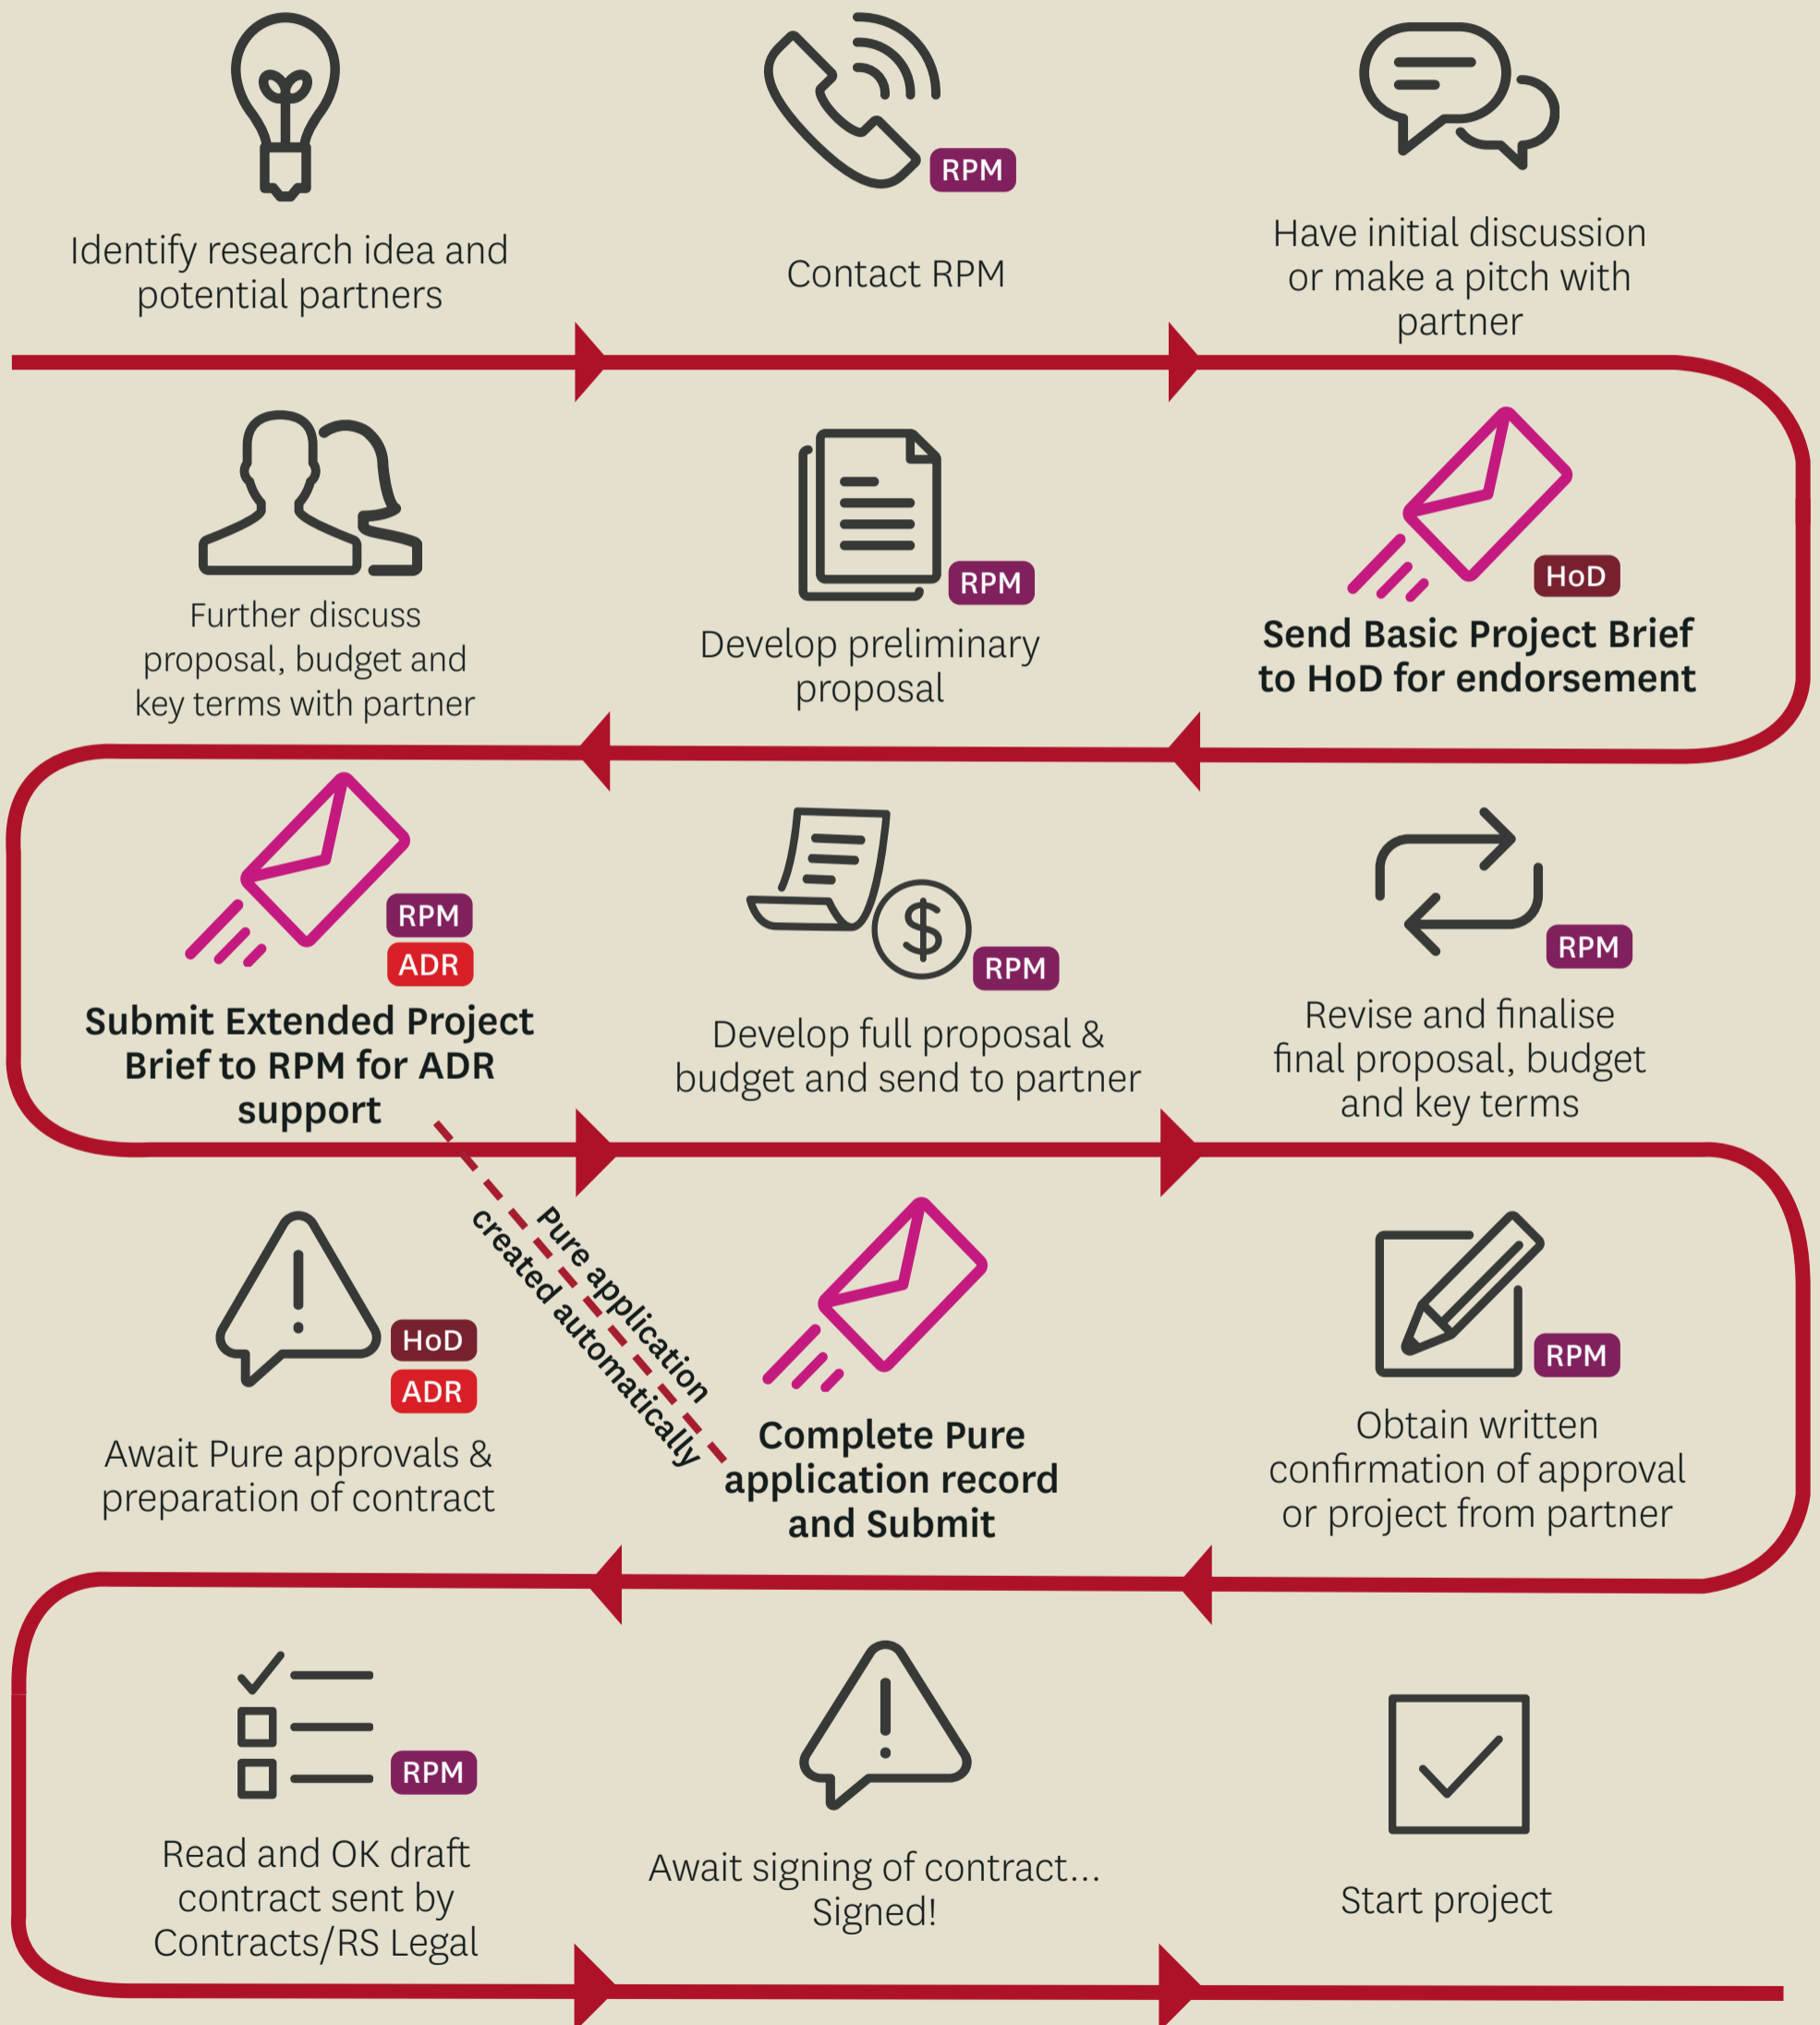 RPM
Identify research idea and
potential partners
Contact RPM
Have initial discussion
or make a pitch with
partner
HoD
Send Basic Project Brief
to HoD for endorsement
RPM
Develop preliminary
proposal
Further discuss
proposal, budget and
key terms with partner
RPM
ADR
Submit Extended Project
Brief to RPM for ADR
support
$
RPM
Develop full proposal &
budget and send to partner
RPM
Revise and finalise
final proposal, budget
and key terms
RPM
Obtain written
confirmation of approval
or project from partner
Pure application
created automatically
Complete Pure
application record
and Submit
HoD
ADR
Await Pure approvals &
preparation of contract
RPM
Read and OK draft
contract sent by
Contracts/RS Legal
Await signing of contract...
Signed!
Start project